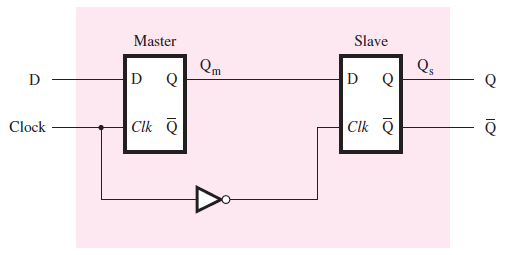 Master Slave
Qm Qs
D D Q D Q Q
Clock Clk Q̅ Clk Q̅ Q̅